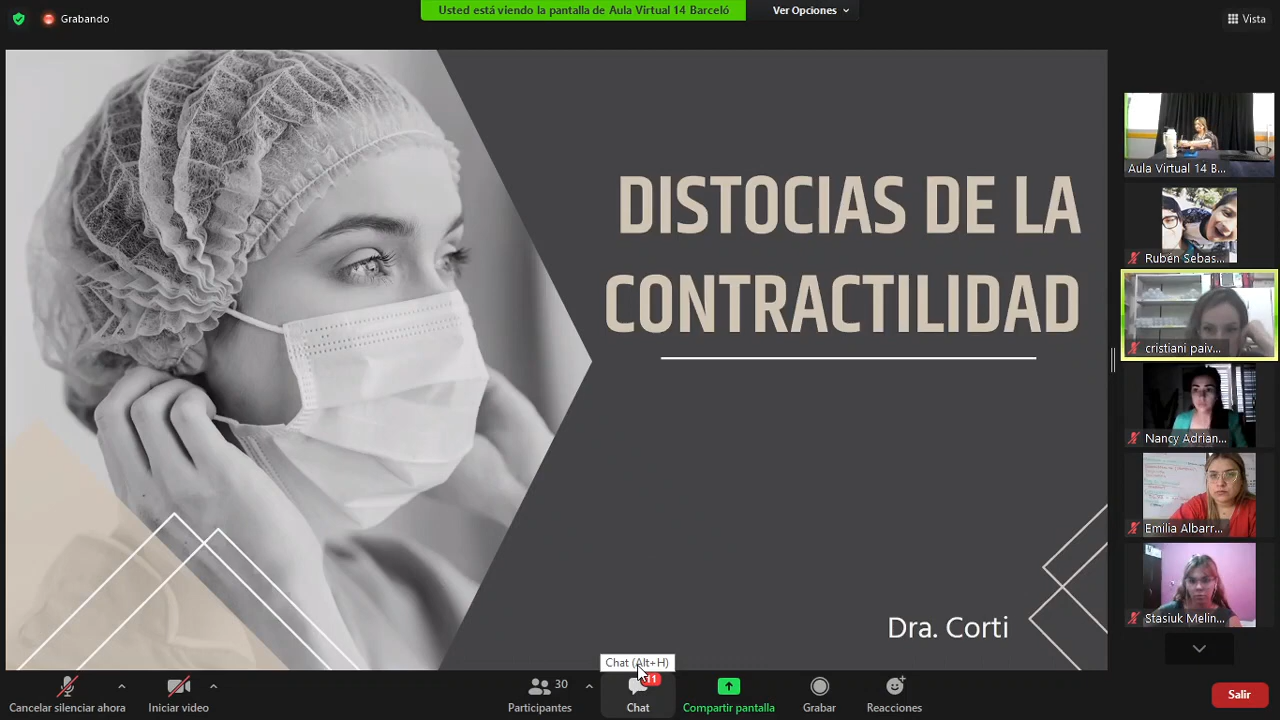 Grabando
Usted está viendo la pantalla de Aula Virtual 14 Barceló
Ver Opciones
Vista
DISTOCIAS DE LA
CONTRACTILIDAD
Dra. Corti
Aula Virtual 14 B...
Rubén Sebas...
cristiani paiv...
Nancy Adrian...
Emilia Albarr...
Stasiuk Melin...
Chat (Alt+H)
Cancelar silenciar ahora
Iniciar video
30
Participantes
11
Chat
Compartir pantalla
Grabar
Reacciones
Salir